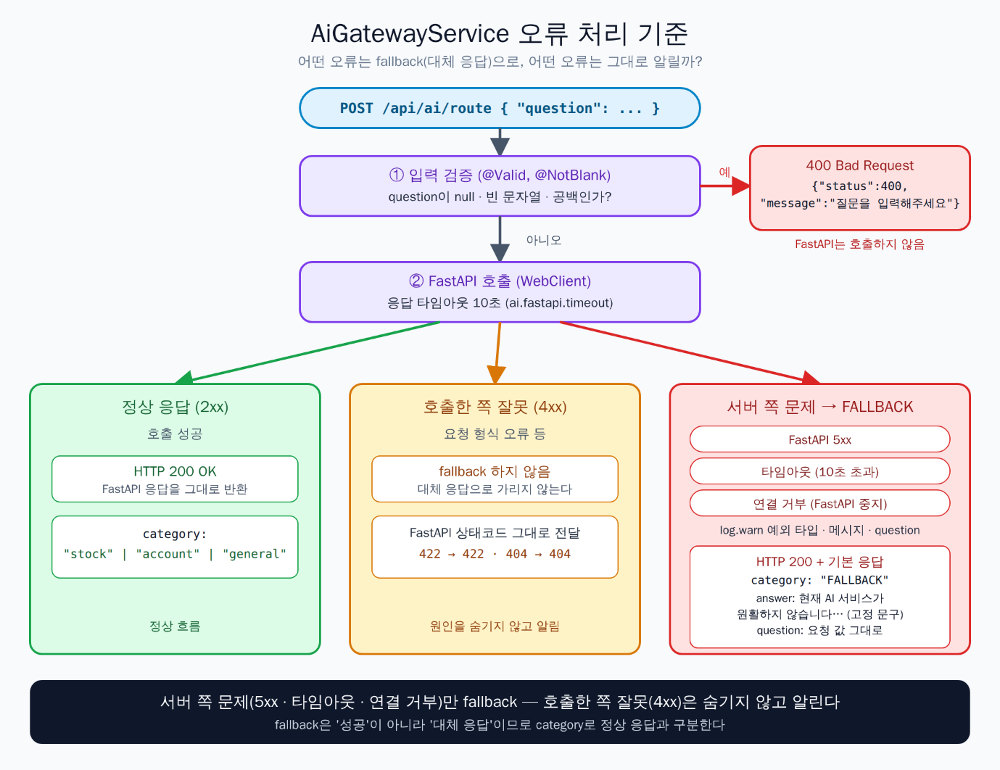 AiGatewayService 오류 처리 기준
어떤 오류는 fallback(대체 응답)으로, 어떤 오류는 그대로 알릴까?
POST /api/ai/route { "question": ... }
① 입력 검증 (@Valid, @NotBlank)
question이 null · 빈 문자열 · 공백인가?
예
400 Bad Request
{"status":400,
"message":"질문을 입력해주세요"}
FastAPI는 호출하지 않음
아니오
② FastAPI 호출 (WebClient)
응답 타임아웃 10초 (ai.fastapi.timeout)
정상 응답 (2xx)
호출 성공
HTTP 200 OK
FastAPI 응답을 그대로 반환
category:
"stock" | "account" | "general"
정상 흐름
호출한 쪽 잘못 (4xx)
요청 형식 오류 등
fallback 하지 않음
대체 응답으로 가리지 않는다
FastAPI 상태코드 그대로 전달
422 → 422 · 404 → 404
원인을 숨기지 않고 알림
서버 쪽 문제 → FALLBACK
FastAPI 5xx
타임아웃 (10초 초과)
연결 거부 (FastAPI 중지)
log.warn 예외 타입 · 메시지 · question
HTTP 200 + 기본 응답
category: "FALLBACK"
answer: 현재 AI 서비스가
원활하지 않습니다… (고정 문구)
question: 요청 값 그대로
서버 쪽 문제(5xx · 타임아웃 · 연결 거부)만 fallback — 호출한 쪽 잘못(4xx)은 숨기지 않고 알린다
fallback은 '성공'이 아니라 '대체 응답'이므로 category로 정상 응답과 구분한다